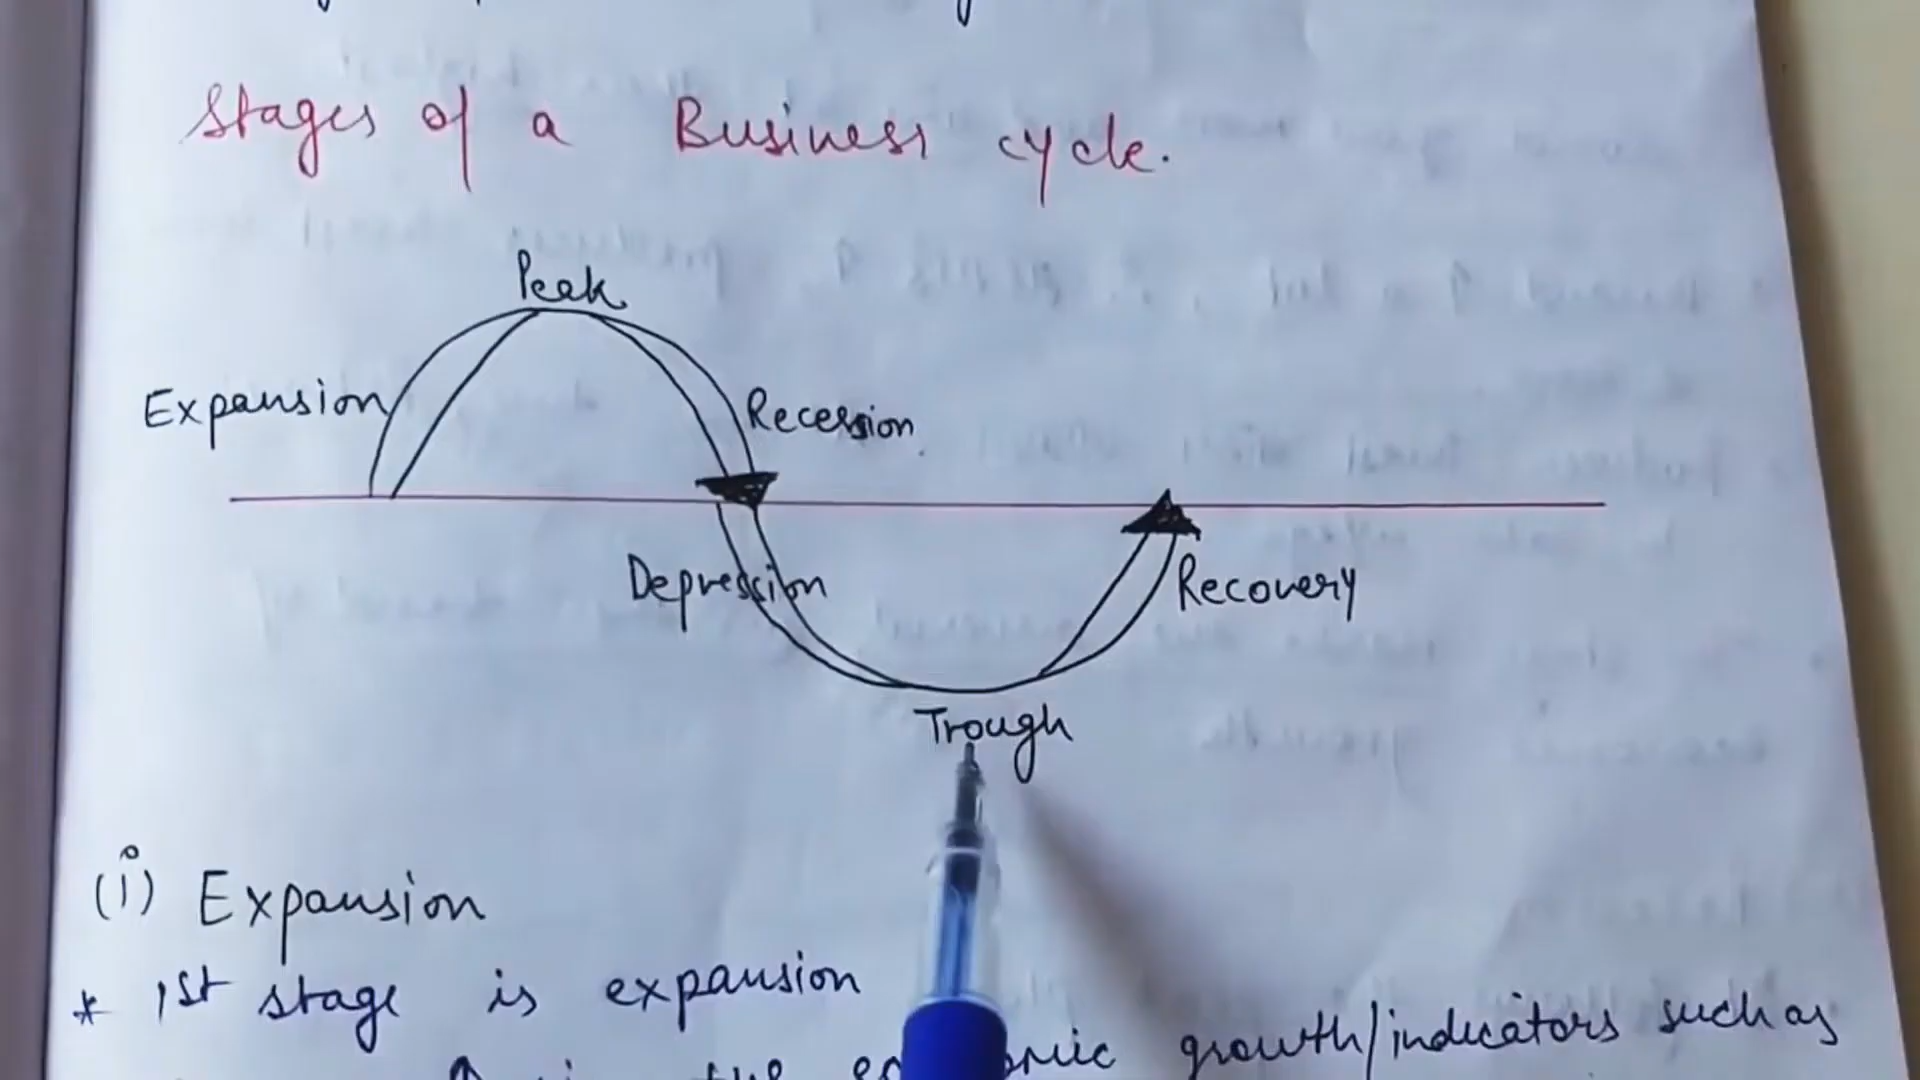 Stages of a Business cycle.
Peak
Expansion
Recession
Depression
Recovery
Trough
(i) Expansion
* 1st stage is expansion
the growth/indicators such as